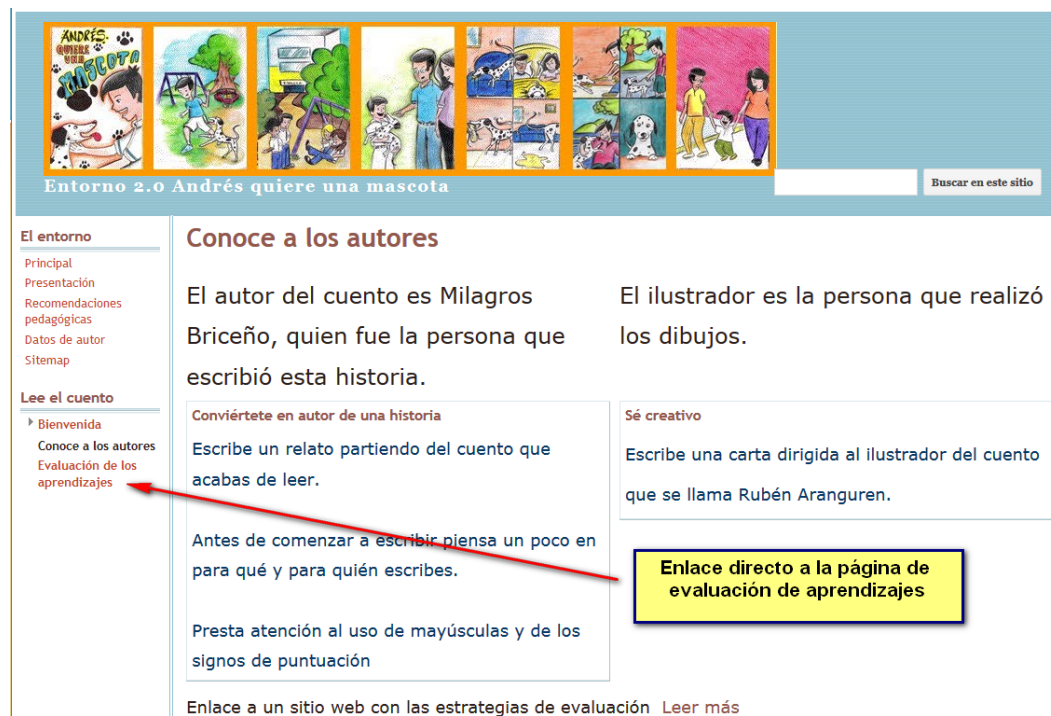 ANDRÉS
QUIERE
UNA
MASCOTA
Entorno 2.0 Andrés quiere una mascota
Buscar en este sitio
El entorno
Principal
Presentación
Recomendaciones
pedagógicas
Datos de autor
Sitemap
Lee el cuento
Bienvenida
Conoce a los autores
Evaluación de los
aprendizajes
Conoce a los autores
El autor del cuento es Milagros
Briceño, quien fue la persona que
escribió esta historia.
El ilustrador es la persona que realizó
los dibujos.
Conviértete en autor de una historia
Escribe un relato partiendo del cuento que
acabas de leer.
Antes de comenzar a escribir piensa un poco en
para qué y para quién escribes.
Presta atención al uso de mayúsculas y de los
signos de puntuación
Sé creativo
Escribe una carta dirigida al ilustrador del cuento
que se llama Rubén Aranguren.
Enlace directo a la página de
evaluación de aprendizajes
Enlace a un sitio web con las estrategias de evaluación Leer más